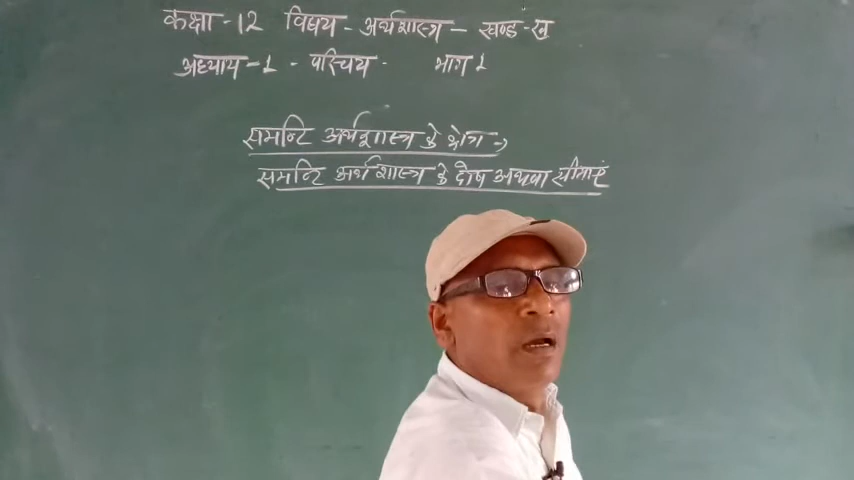 कक्षा - 12 विषय - अर्थशास्त्र - खण्ड - ख
अध्याय - 1 - परिचय - भाग 1
समष्टि अर्थशास्त्र के क्षेत्र →
समष्टि अर्थशास्त्र के दोष अथवा सीमाएं